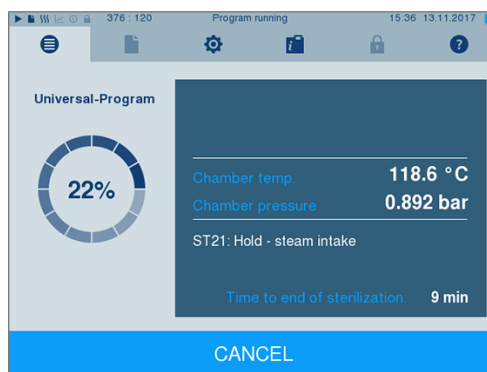 376 : 120 Program running 15:36 13.11.2017
Universal-Program
22%
Chamber temp. 118.6 °C
Chamber pressure 0.892 bar
ST21: Hold - steam intake
Time to end of sterilization: 9 min
CANCEL